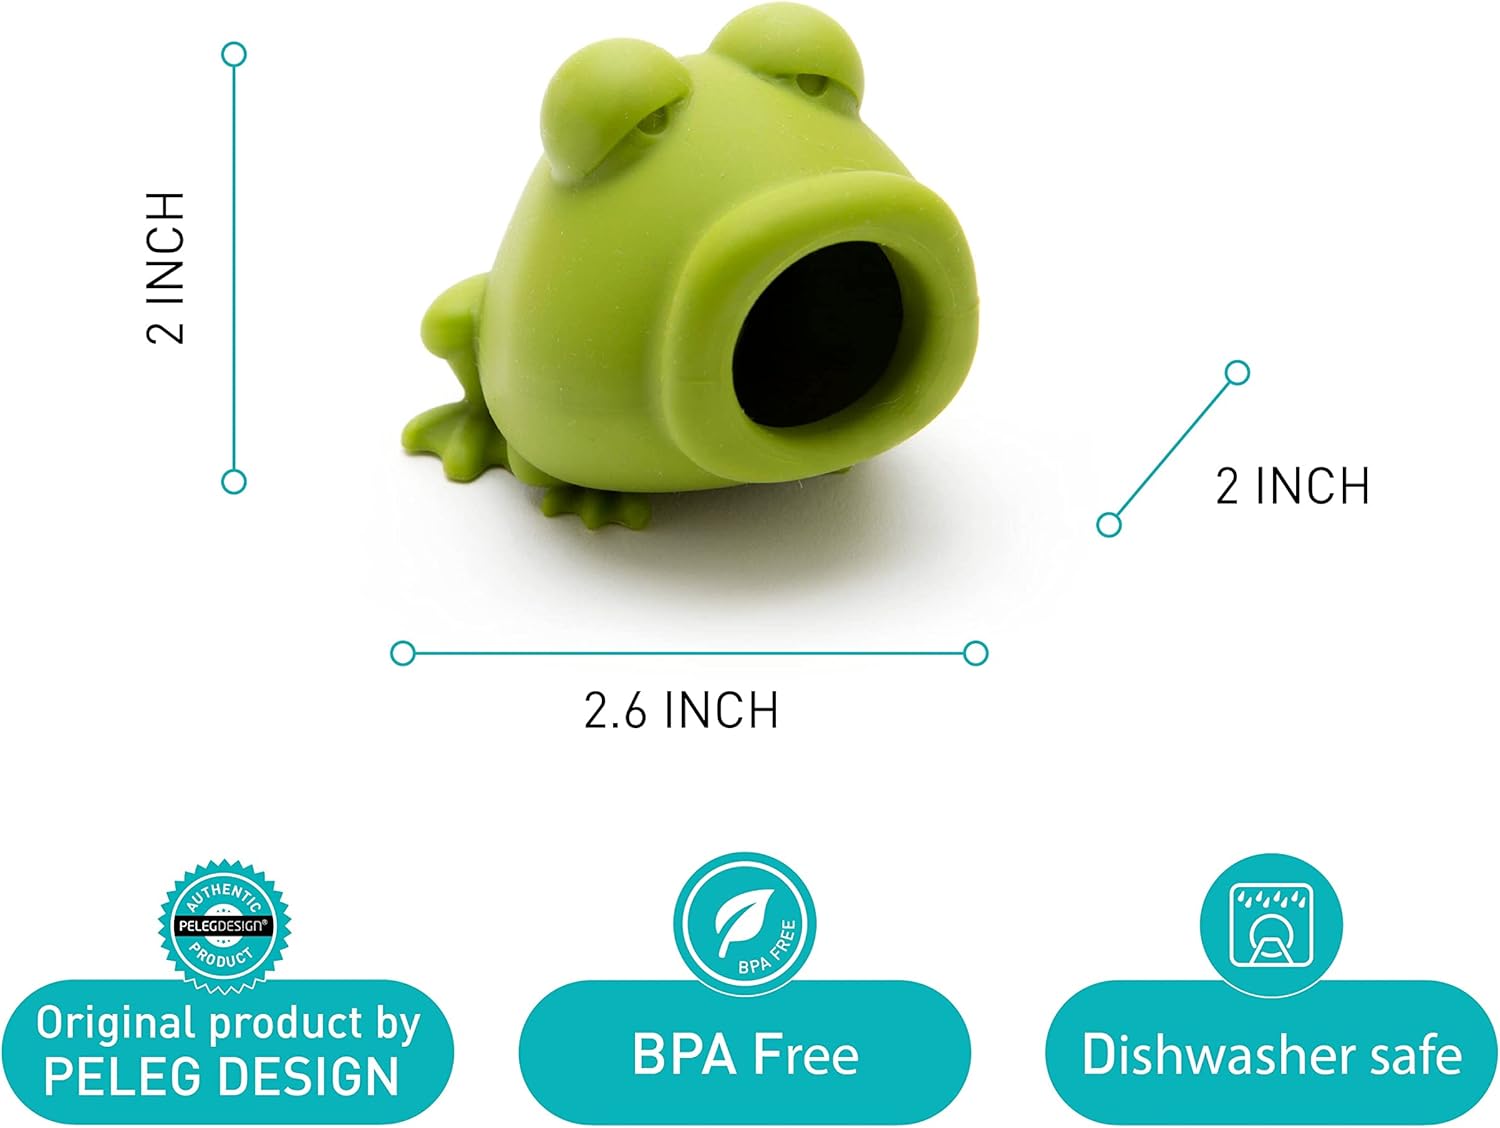 2 INCH
2 INCH
2.6 INCH
AUTHENTIC
PELEGDESIGN®
PRODUCT
Original product by
PELEG DESIGN
BPA FREE
BPA Free
Dishwasher safe